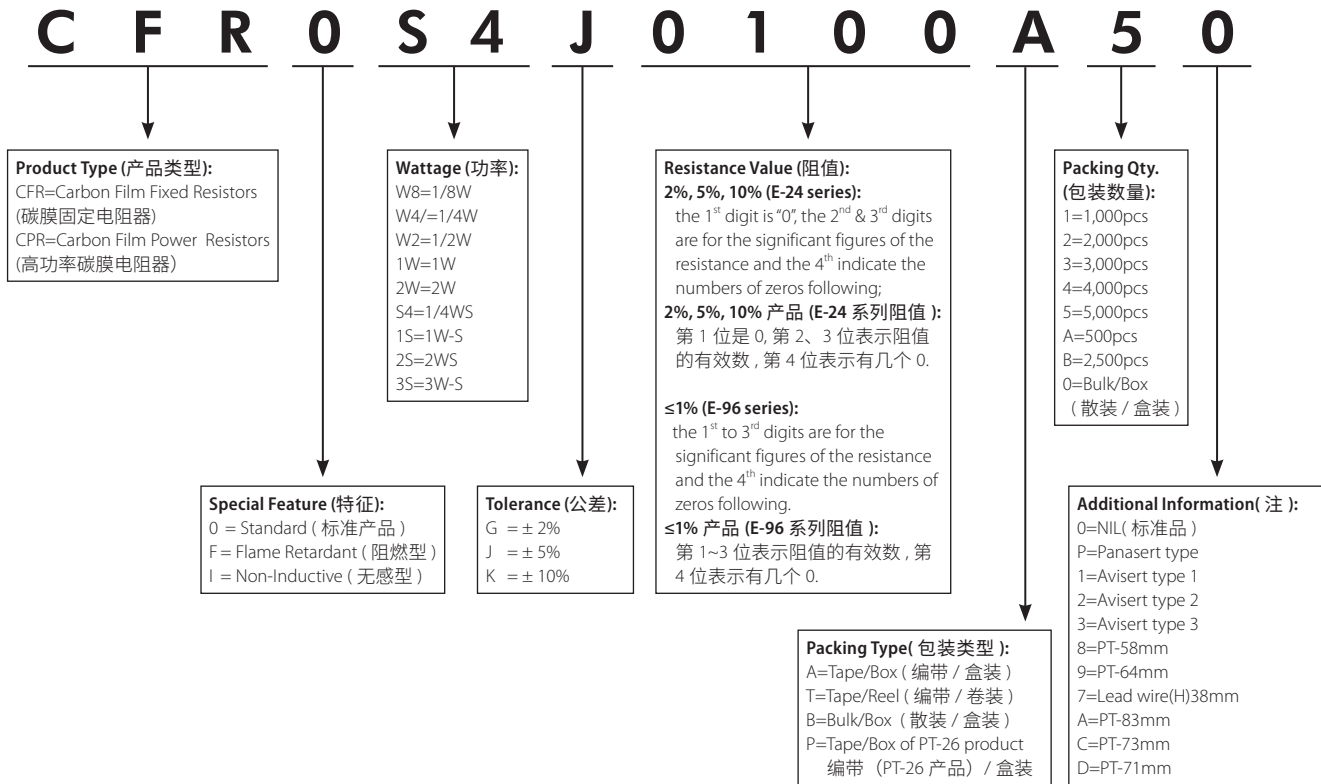 C F R 0 S 4 J 0 1 0 0 A 5 0
Product Type (产品类型):
CFR=Carbon Film Fixed Resistors
(碳膜固定电阻器)
CPR=Carbon Film Power Resistors
(高功率碳膜电阻器）
Wattage (功率):
W8=1/8W
W4/=1/4W
W2=1/2W
1W=1W
2W=2W
S4=1/4WS
1S=1W-S
2S=2WS
3S=3W-S
Resistance Value (阻值):
2%, 5%, 10% (E-24 series):
the 1st digit is "0", the 2nd & 3rd digits
are for the significant figures of the
resistance and the 4th indicate the
numbers of zeros following;
2%, 5%, 10% 产品 (E-24 系列阻值 ):
第 1 位是 0, 第 2、3 位表示阻值
的有效数 , 第 4 位表示有几个 0.
≤1% (E-96 series):
the 1st to 3rd digits are for the
significant figures of the resistance
and the 4th indicate the numbers of
zeros following.
≤1% 产品 (E-96 系列阻值 ):
第 1~3 位表示阻值的有效数 , 第
4 位表示有几个 0.
Packing Qty.
(包装数量):
1=1,000pcs
2=2,000pcs
3=3,000pcs
4=4,000pcs
5=5,000pcs
A=500pcs
B=2,500pcs
0=Bulk/Box
( 散装 / 盒装 )
Special Feature (特征):
0 = Standard ( 标准产品 )
F = Flame Retardant ( 阻燃型 )
I = Non-Inductive ( 无感型 )
Tolerance (公差):
G = ± 2%
J = ± 5%
K = ± 10%
Packing Type( 包装类型 ):
A=Tape/Box ( 编带 / 盒装 )
T=Tape/Reel ( 编带 / 卷装 )
B=Bulk/Box ( 散装 / 盒装 )
P=Tape/Box of PT-26 product
编带（PT-26 产品）/ 盒装
Additional Information( 注 ):
0=NIL( 标准品 )
P=Panasert type
1=Avisert type 1
2=Avisert type 2
3=Avisert type 3
8=PT-58mm
9=PT-64mm
7=Lead wire(H)38mm
A=PT-83mm
C=PT-73mm
D=PT-71mm